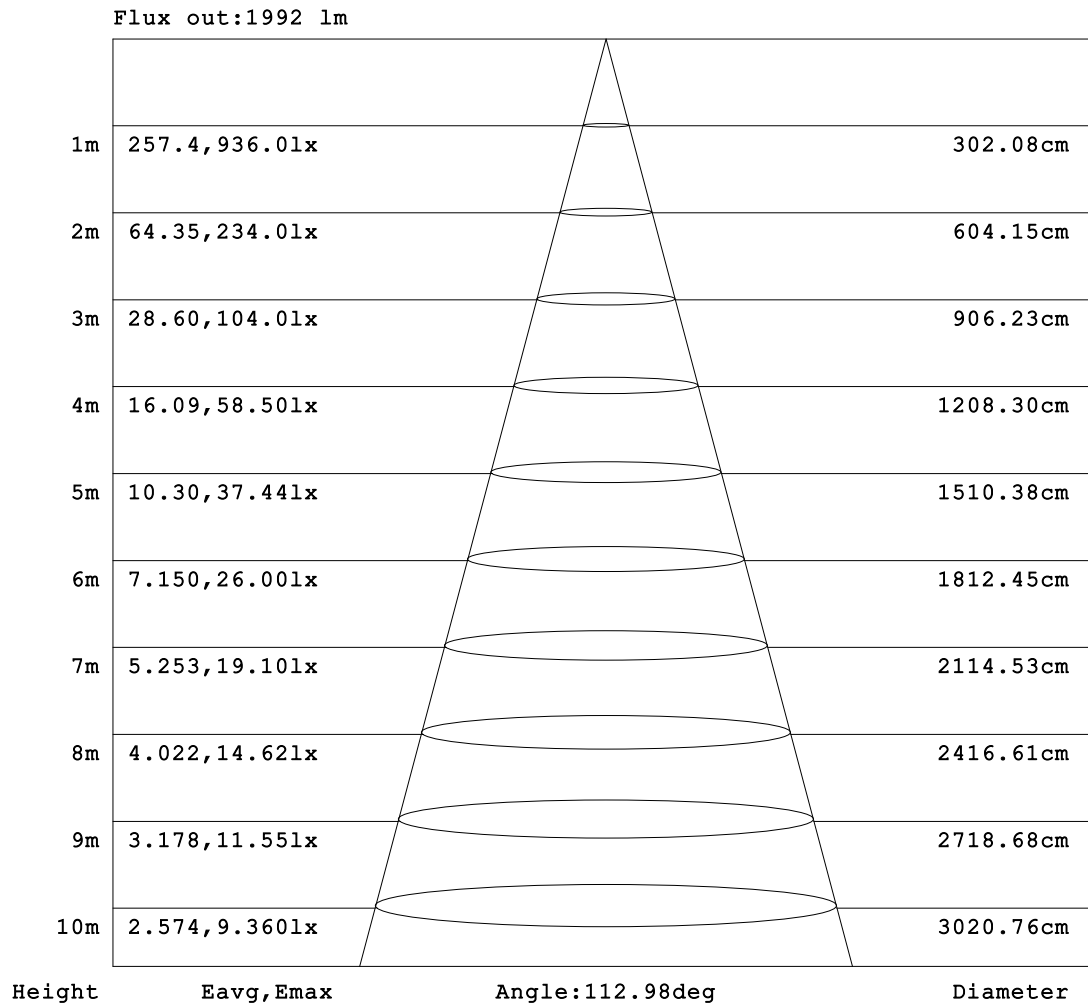 Flux out:1992 lm
1m 257.4,936.0lx 302.08cm
2m 64.35,234.0lx 604.15cm
3m 28.60,104.0lx 906.23cm
4m 16.09,58.50lx 1208.30cm
5m 10.30,37.44lx 1510.38cm
6m 7.150,26.00lx 1812.45cm
7m 5.253,19.10lx 2114.53cm
8m 4.022,14.62lx 2416.61cm
9m 3.178,11.55lx 2718.68cm
10m 2.574,9.360lx 3020.76cm
Height Eavg,Emax Angle:112.98deg Diameter